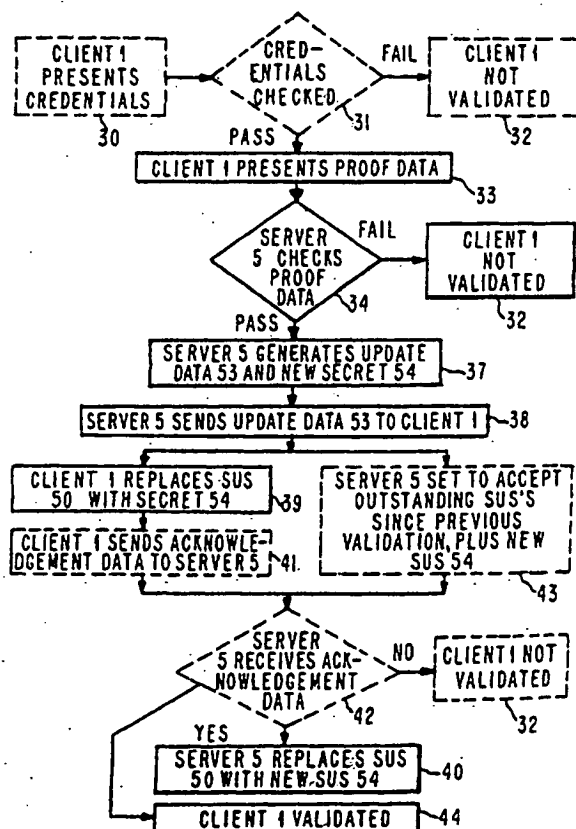 CLIENT 1
PRESENTS
CREDENTIALS
30
CRED-
ENTIALS
CHECKED
31
FAIL
CLIENT 1
NOT
VALIDATED
32
PASS
CLIENT 1 PRESENTS PROOF DATA
33
SERVER
5 CHECKS
PROOF
DATA
34
FAIL
CLIENT 1
NOT
VALIDATED
32
PASS
SERVER 5 GENERATES UPDATE
DATA 53 AND NEW SECRET 54
37
SERVER 5 SENDS UPDATE DATA 53 TO CLIENT 1
38
CLIENT 1 REPLACES SUS
50 WITH SECRET 54
39
CLIENT 1 SENDS ACKNOWLE-
DGEMENT DATA TO SERVER 5
41
SERVER 5 SET TO ACCEPT
OUTSTANDING SUS'S
SINCE PREVIOUS
VALIDATION, PLUS NEW
SUS 54
43
SERVER
5 RECEIVES ACK-
NOWLEDGEMENT
DATA
42
NO
CLIENT 1 NOT
VALIDATED
32
YES
SERVER 5 REPLACES SUS
50 WITH NEW SUS 54
40
CLIENT 1 VALIDATED
44